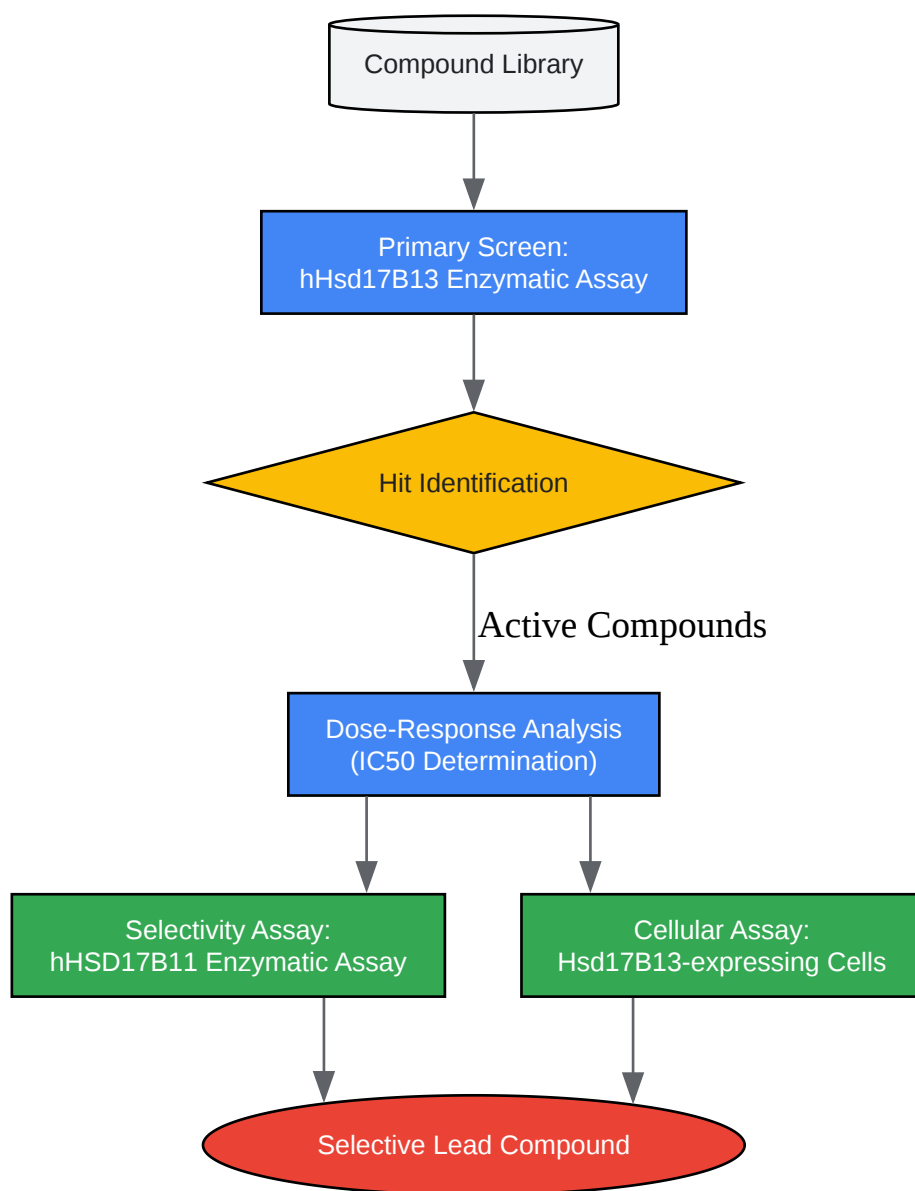 Compound Library
Primary Screen:
hHsd17B13 Enzymatic Assay
Hit Identification
Active Compounds
Dose-Response Analysis
(IC50 Determination)
Selectivity Assay:
hHSD17B11 Enzymatic Assay
Cellular Assay:
Hsd17B13-expressing Cells
Selective Lead Compound